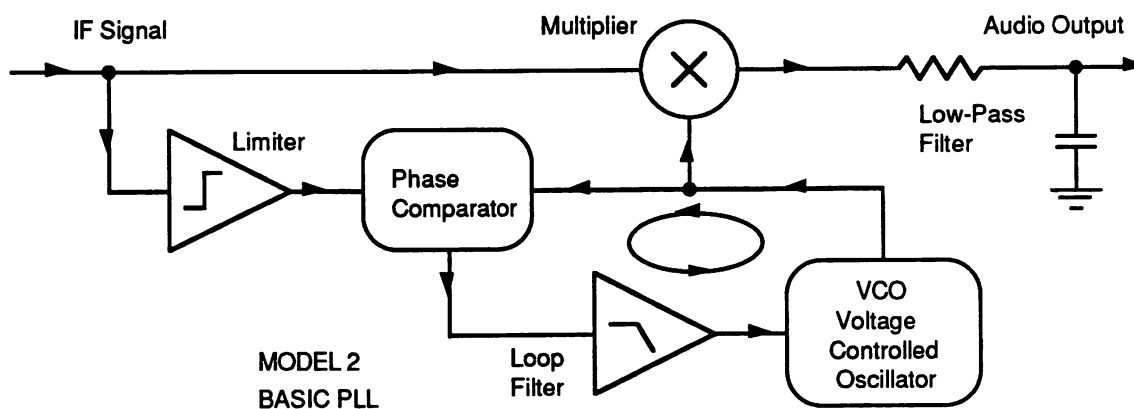 IF Signal
Multiplier
Audio Output
Limiter
Low-Pass
Filter
Phase
Comparator
VCO
Voltage
Controlled
Oscillator
Loop
Filter
MODEL 2
BASIC PLL